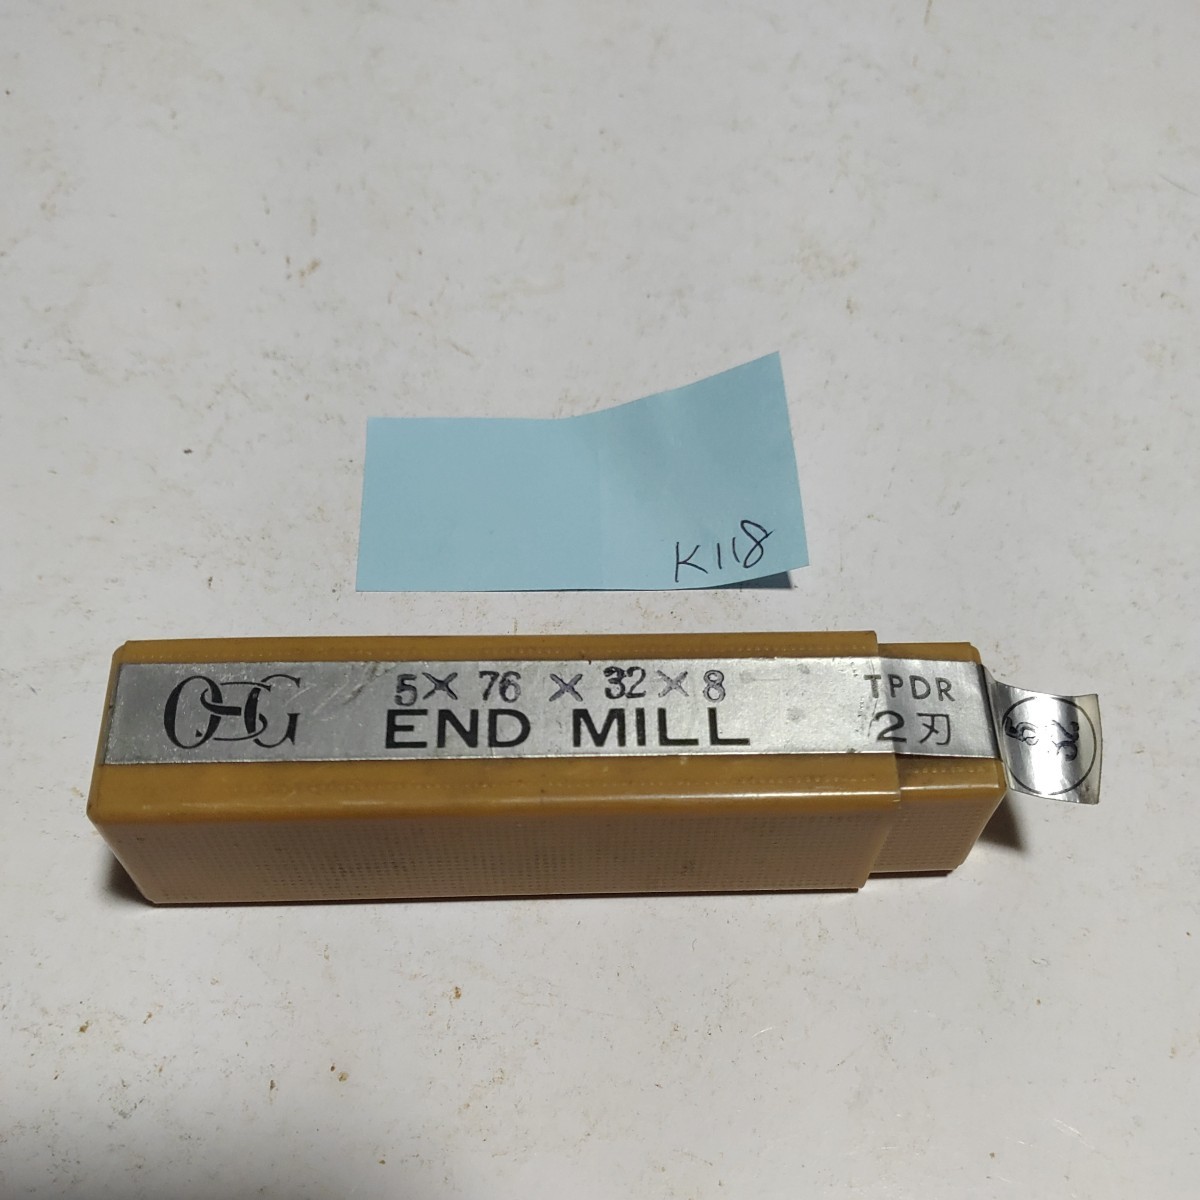 K118
OSG
5 × 76 × 32 × 8
END MILL
TPDR
2刃